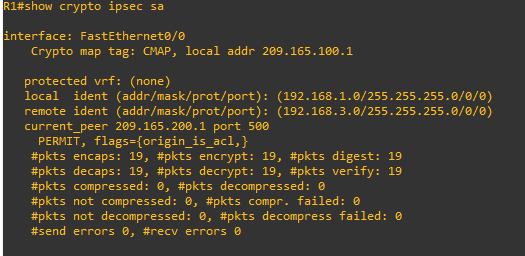 R1#show crypto ipsec sa
interface: FastEthernet0/0
Crypto map tag: CMAP, local addr 209.165.100.1
protected vrf: (none)
local  ident (addr/mask/prot/port): (192.168.1.0/255.255.255.0/0/0)
remote ident (addr/mask/prot/port): (192.168.3.0/255.255.255.0/0/0)
current_peer 209.165.200.1 port 500
PERMIT, flags={origin_is_acl,}
#pkts encaps: 19, #pkts encrypt: 19, #pkts digest: 19
#pkts decaps: 19, #pkts decrypt: 19, #pkts verify: 19
#pkts compressed: 0, #pkts decompressed: 0
#pkts not compressed: 0, #pkts compr. failed: 0
#pkts not decompressed: 0, #pkts decompress failed: 0
#send errors 0, #recv errors 0